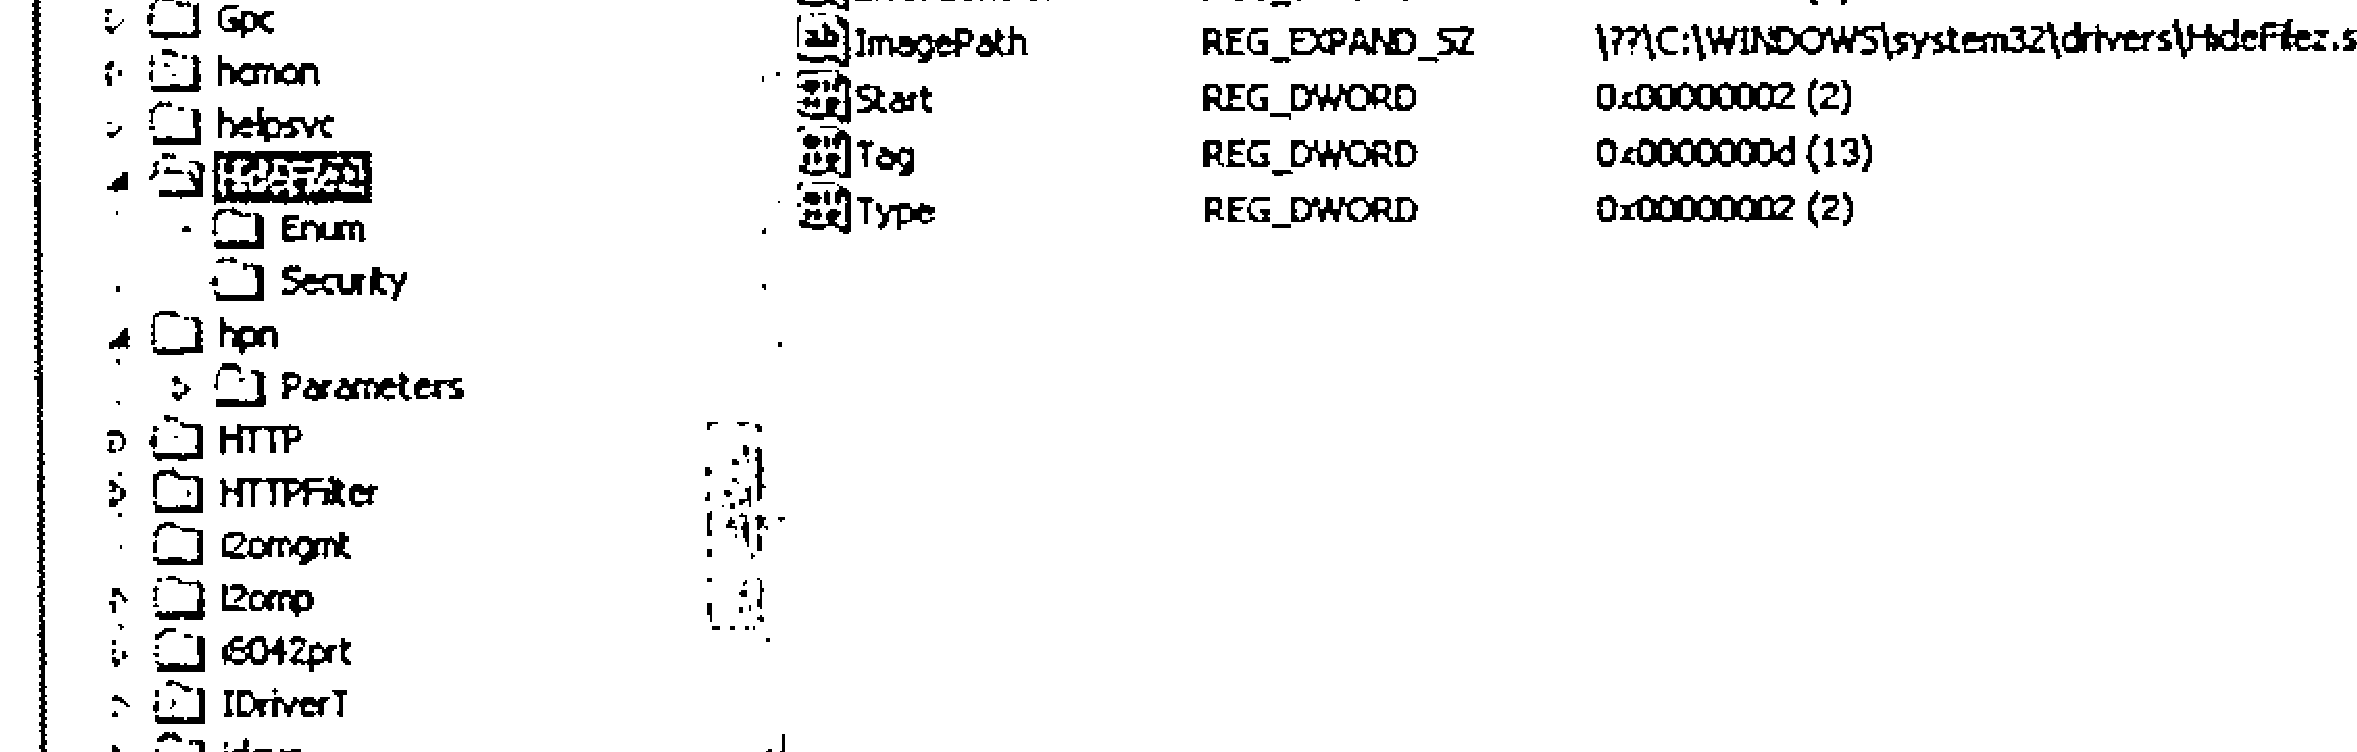 Gpc
hcmon
helpsvc
Enum
Security
hpn
Parameters
HTTP
HTTPFilter
i2omgmt
i2omp
i8042prt
IDriverT
ImagePath REG_EXPAND_SZ \??\C:\WINDOWS\system32\drivers\HideFilez.s
Start REG_DWORD 0x00000002 (2)
Tag REG_DWORD 0x0000000d (13)
Type REG_DWORD 0x00000002 (2)